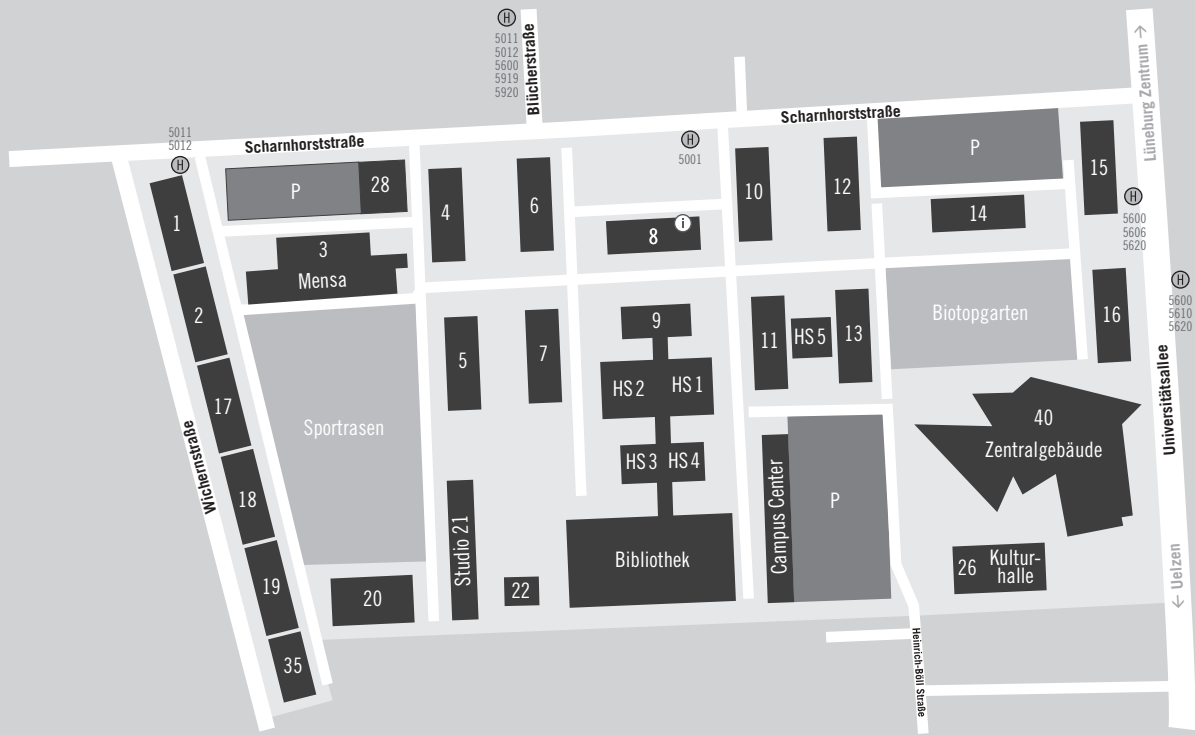 H
5011
5012
5600
5919
5920
Blücherstraße
Lüneburg Zentrum →
Scharnhorststraße
Scharnhorststraße
5011
5012
H
H
5001
P
28
4
6
10
12
P
15
1
3
Mensa
8
i
14
H
5600
5606
5620
H
5600
5610
5620
2
5
7
9
11
HS 5
13
Biotopgarten
16
HS 2
HS 1
17
Sportrasen
40
Zentralgebäude
Universitätsallee
Wichernstraße
HS 3
HS 4
18
Studio 21
Campus Center
P
Bibliothek
26
Kultur-
halle
← Uelzen
19
20
22
35
Heinrich-Böll Straße